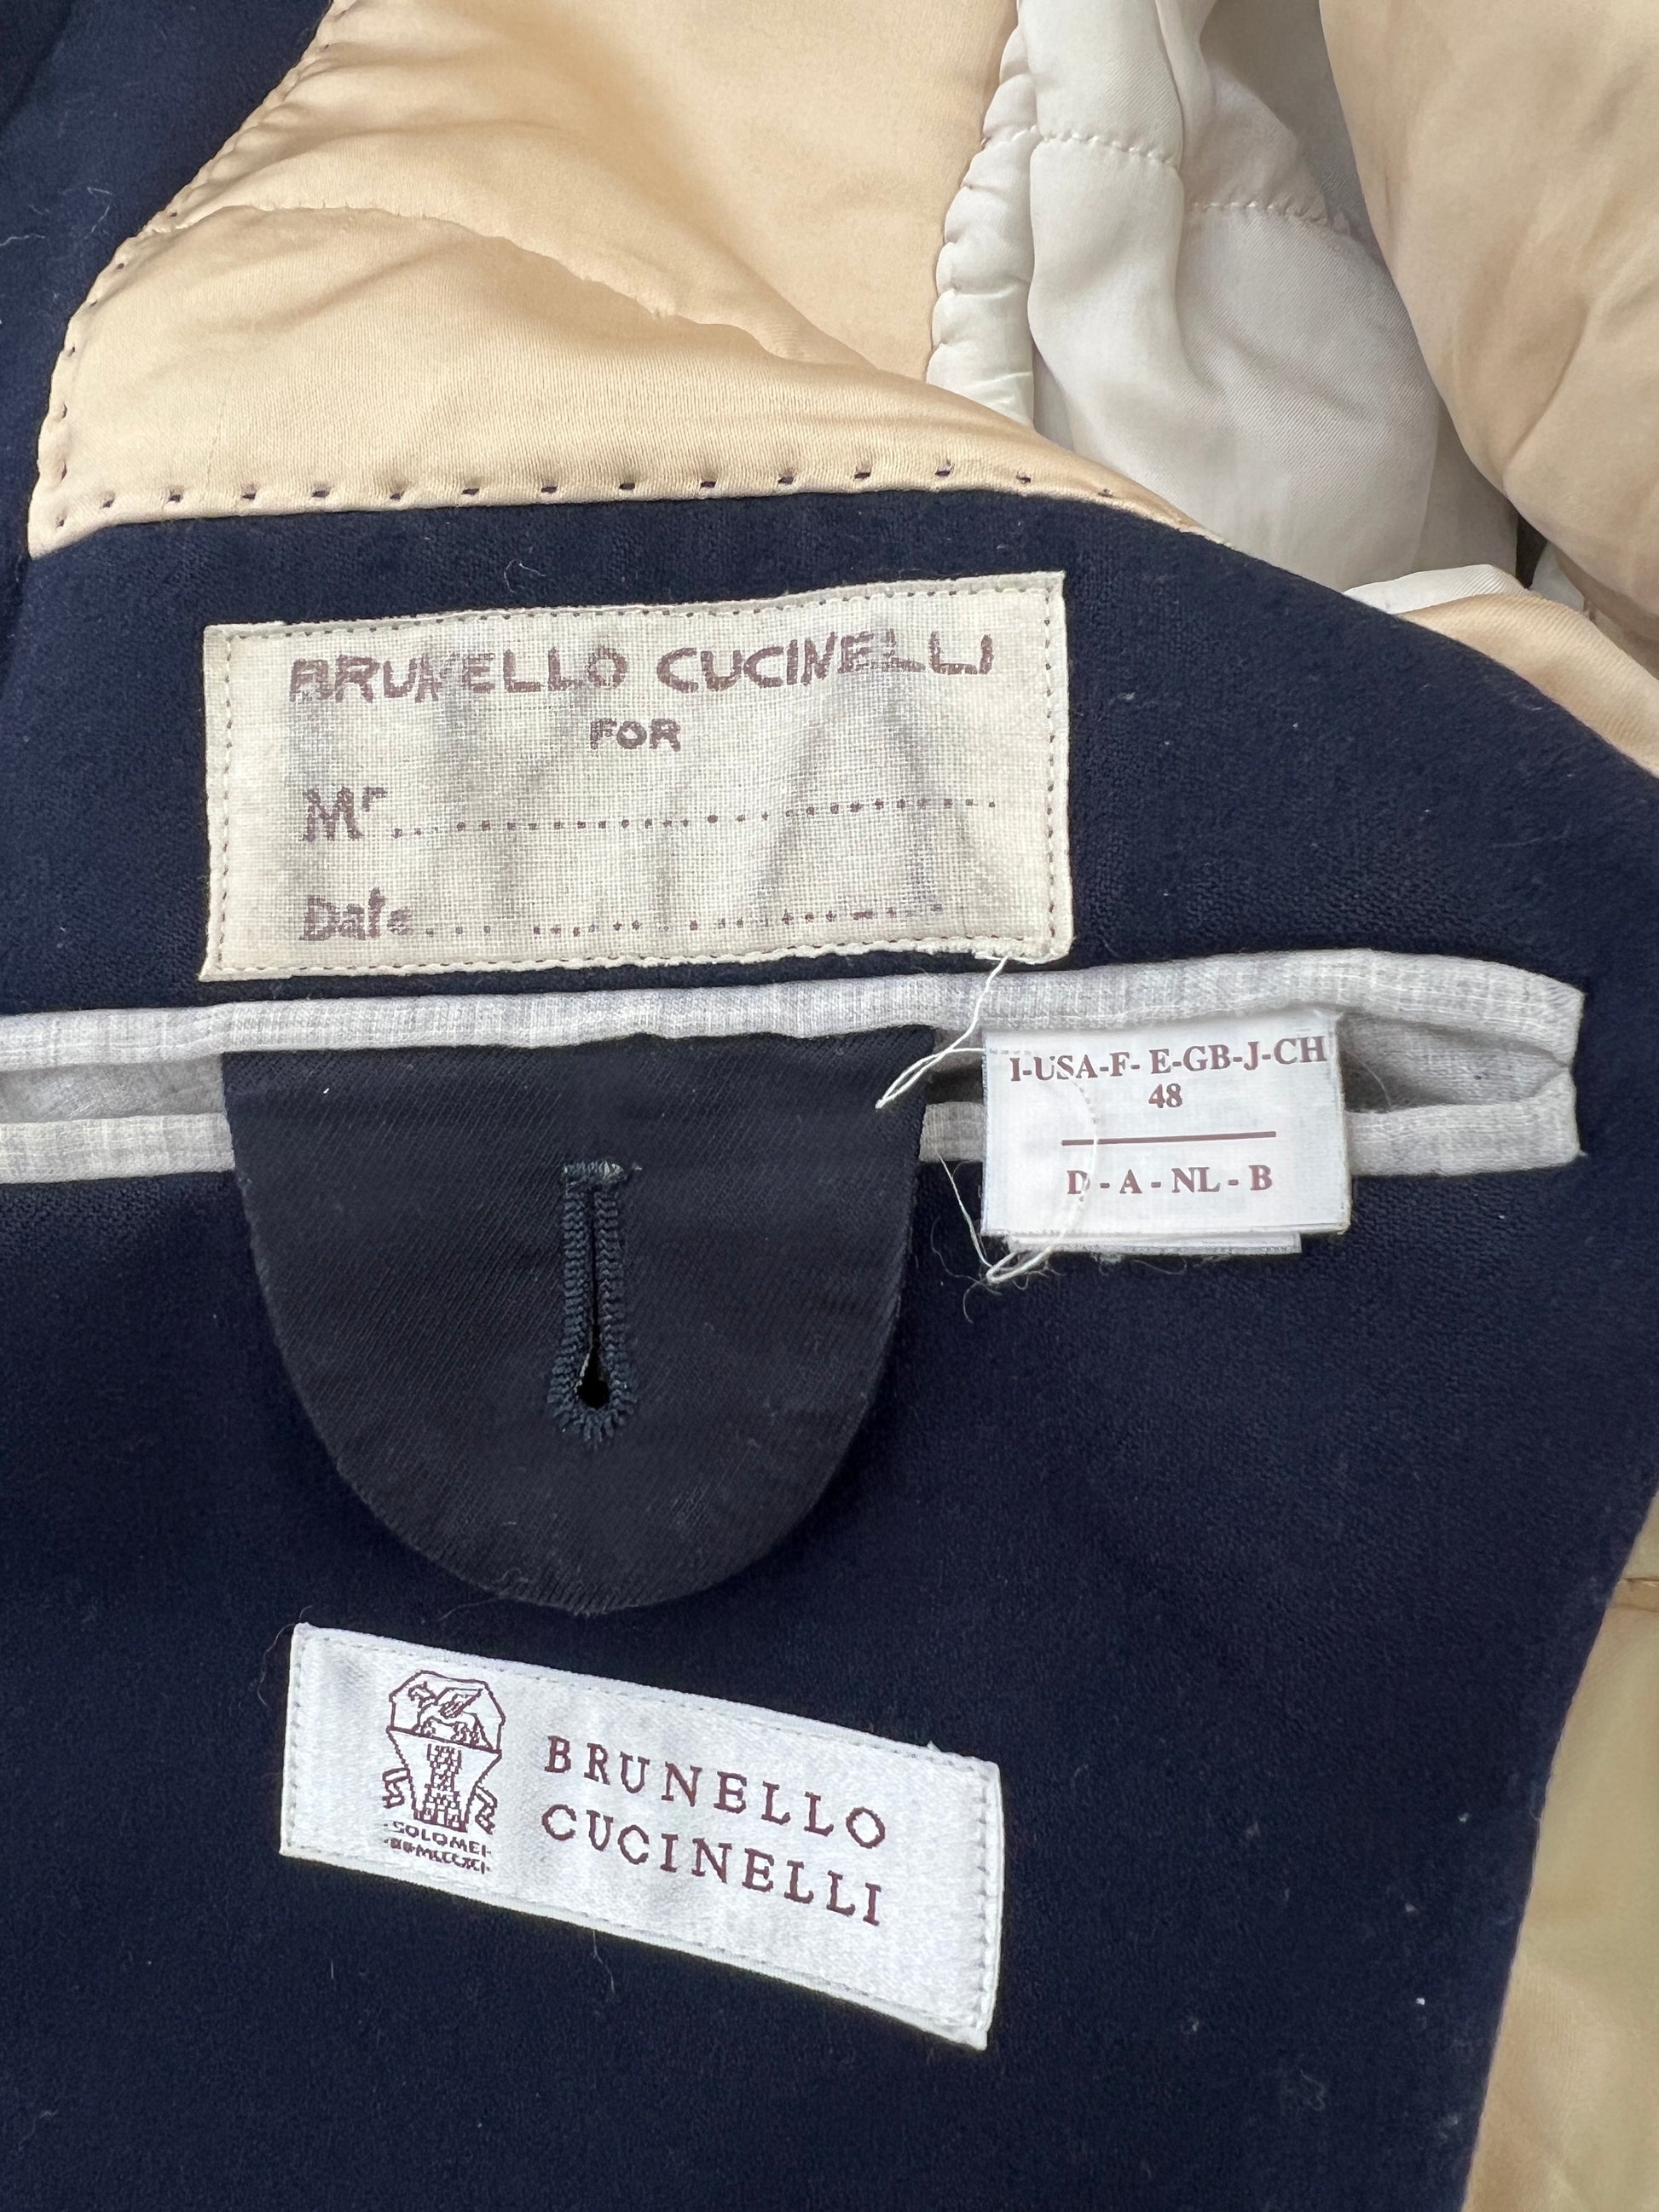 BRUNELLO CUCINELLI
FOR
Mr........................
Date.... ..................
I-USA-F- E-GB-J-CH
48
D - A - NL - B
BRUNELLO
CUCINELLI
·SOLOMEI·